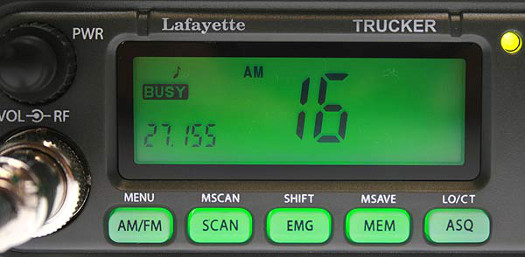 PWR
Lafayette TRUCKER
AM
BUSY
16
27.155
VOL RF
MENU MSCAN SHIFT MSAVE LO/CT
AM/FM SCAN EMG MEM ASQ